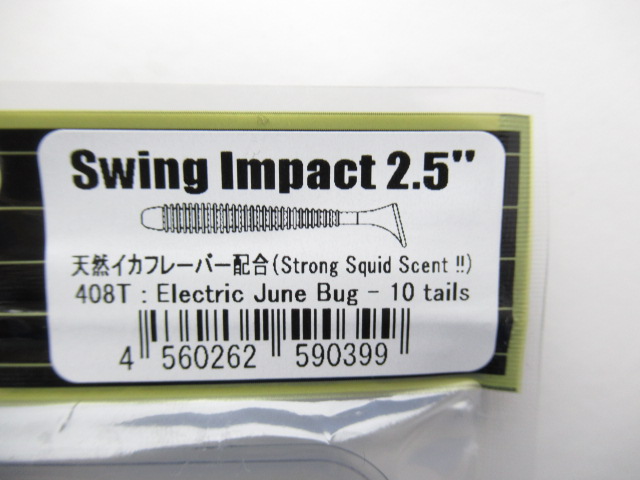 Swing Impact 2.5"
天然イカフレーバー配合(Strong Squid Scent !!)
408T : Electric June Bug - 10 tails
4 560262 590399